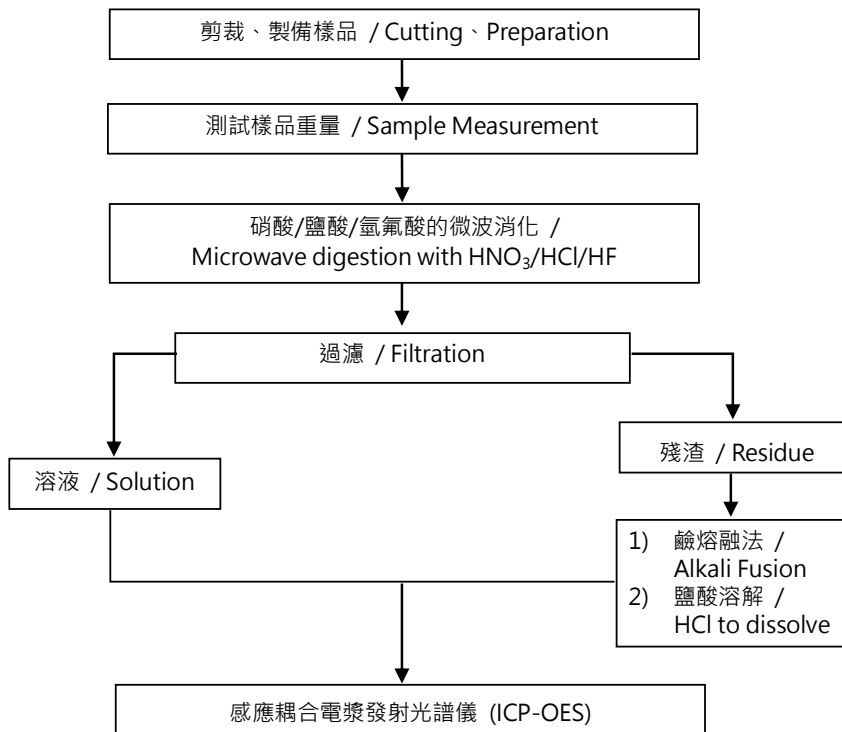 剪裁、製備樣品 / Cutting、Preparation
測試樣品重量 / Sample Measurement
硝酸/鹽酸/氫氟酸的微波消化 /
Microwave digestion with HNO₃/HCl/HF
過濾 / Filtration
溶液 / Solution
殘渣 / Residue
1) 鹼熔融法 /
Alkali Fusion
2) 鹽酸溶解 /
HCl to dissolve
感應耦合電漿發射光譜儀 (ICP-OES)